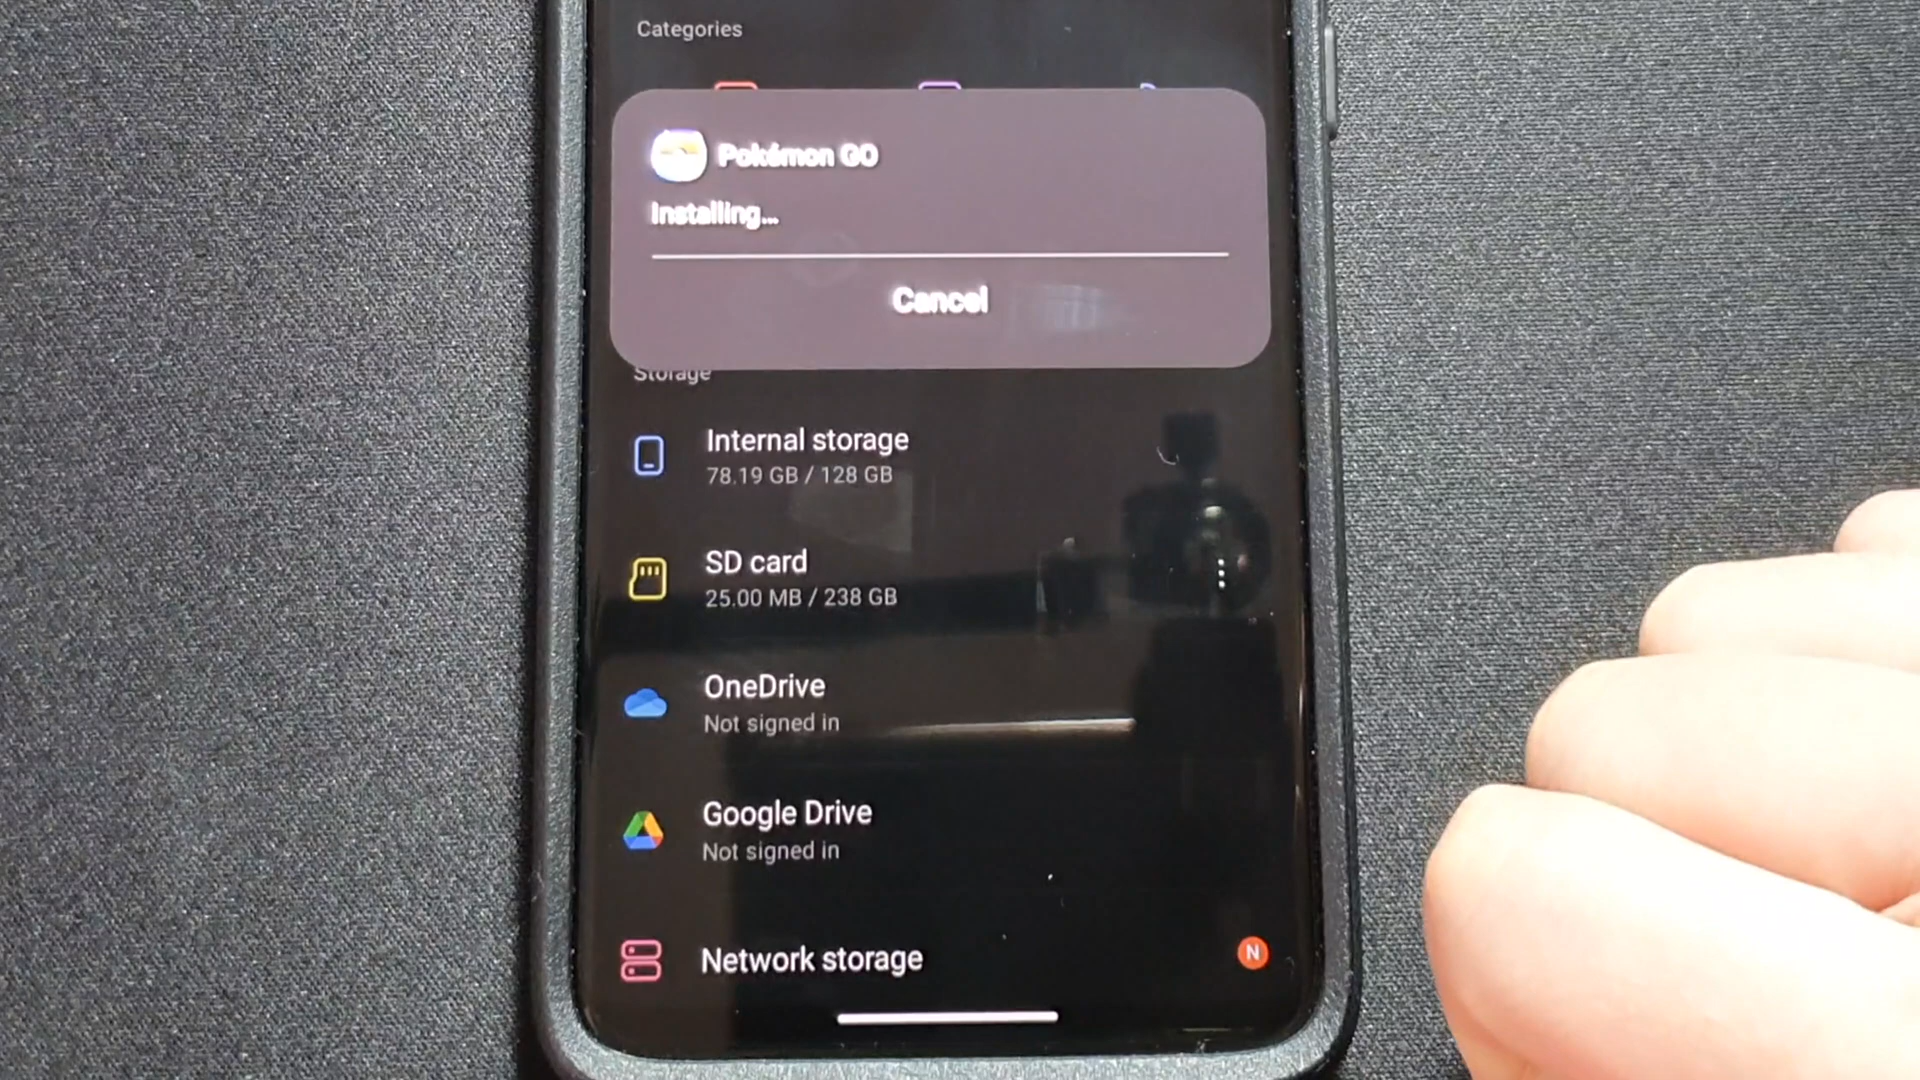 Categories
Pokémon GO
Installing...
Cancel
Storage
Internal storage
78.19 GB / 128 GB
SD card
25.00 MB / 238 GB
OneDrive
Not signed in
Google Drive
Not signed in
Network storage
N